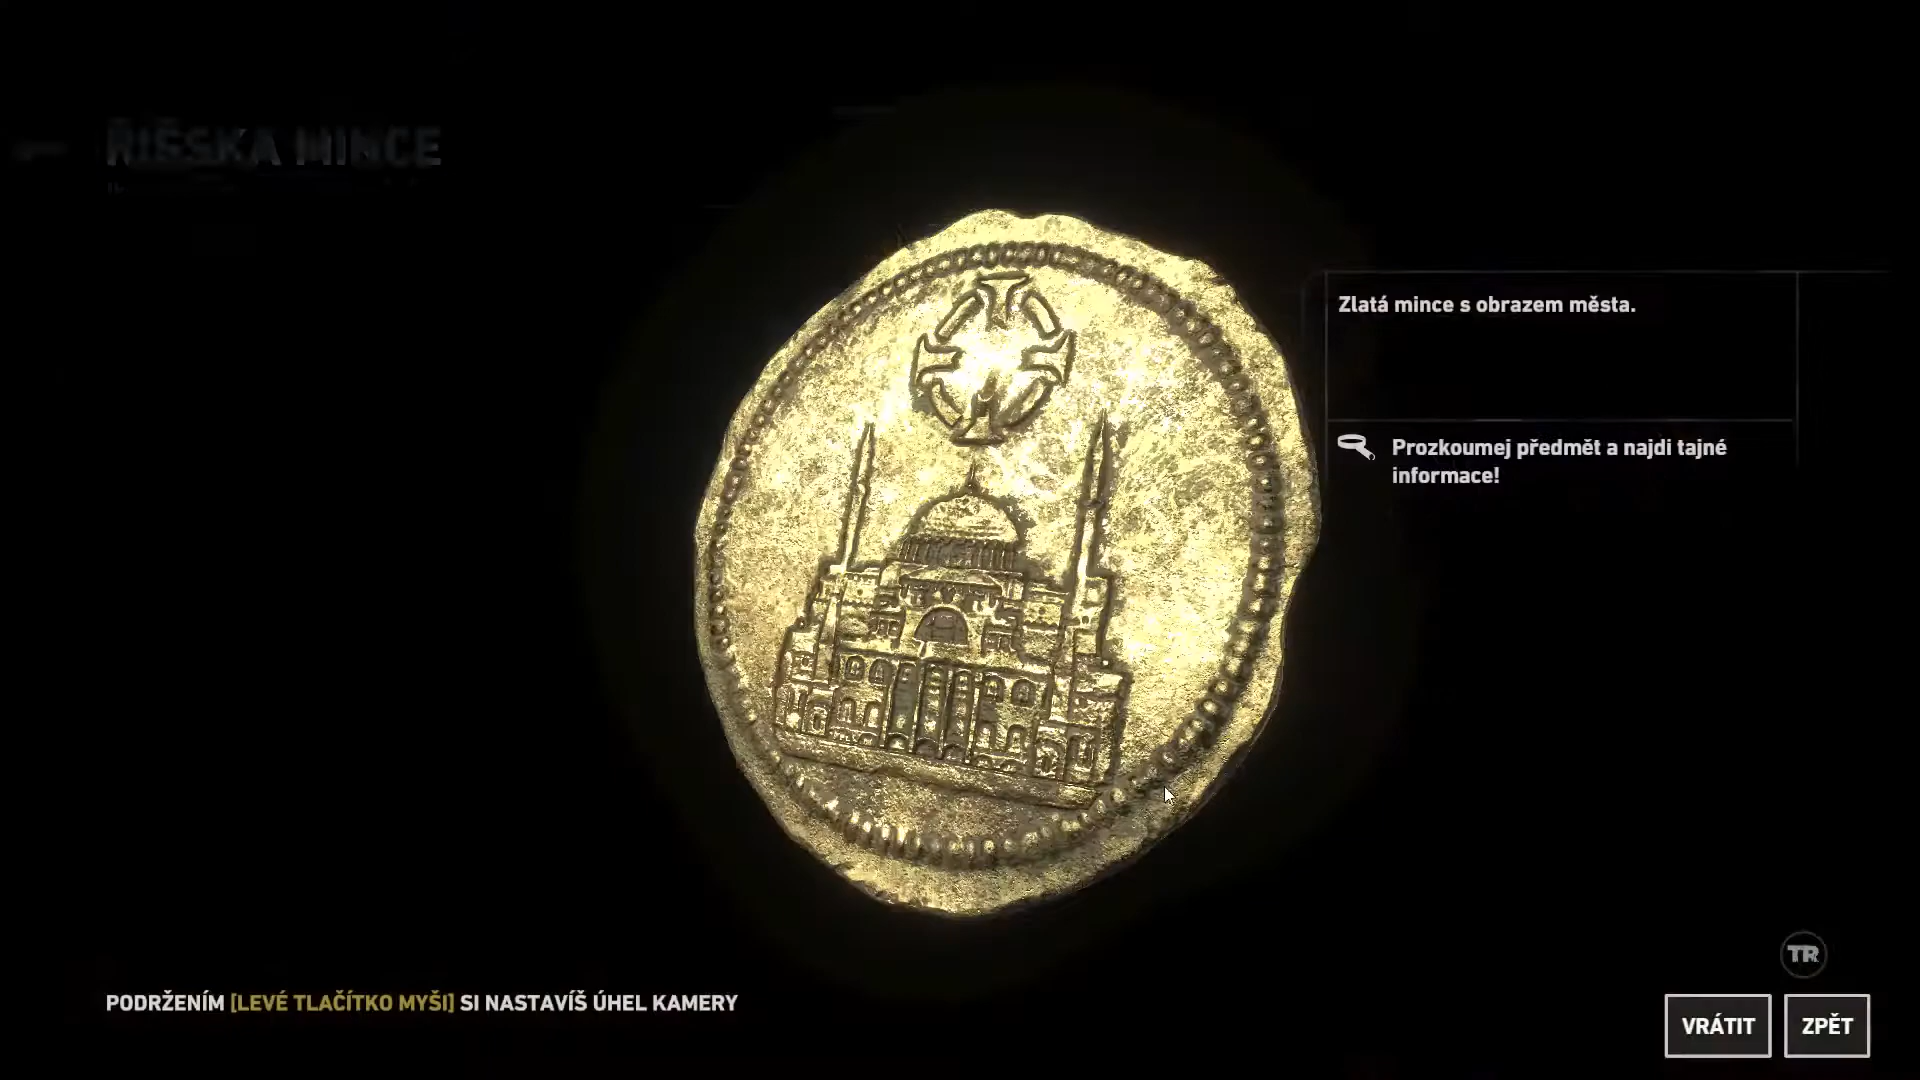 ŘÍŠSKÁ MINCE
Zlatá mince s obrazem města.
Prozkoumej předmět a najdi tajné
informace!
TR
PODRŽENÍM [LEVÉ TLAČÍTKO MYŠI] SI NASTAVÍŠ ÚHEL KAMERY
VRÁTIT
ZPĚT